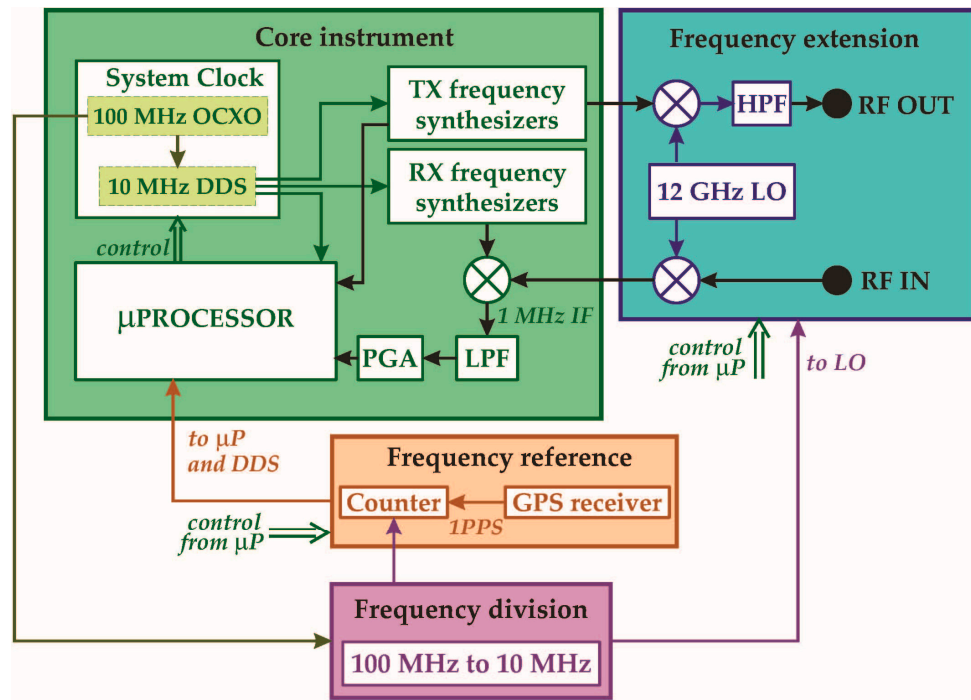 Core instrument
System Clock
100 MHz OCXO
10 MHz DDS
control
TX frequency
synthesizers
RX frequency
synthesizers
μPROCESSOR
1 MHz IF
PGA
LPF
Frequency extension
HPF
RF OUT
12 GHz LO
RF IN
control
from μP
to LO
to μP
and DDS
Frequency reference
Counter
1PPS
GPS receiver
control
from μP
Frequency division
100 MHz to 10 MHz